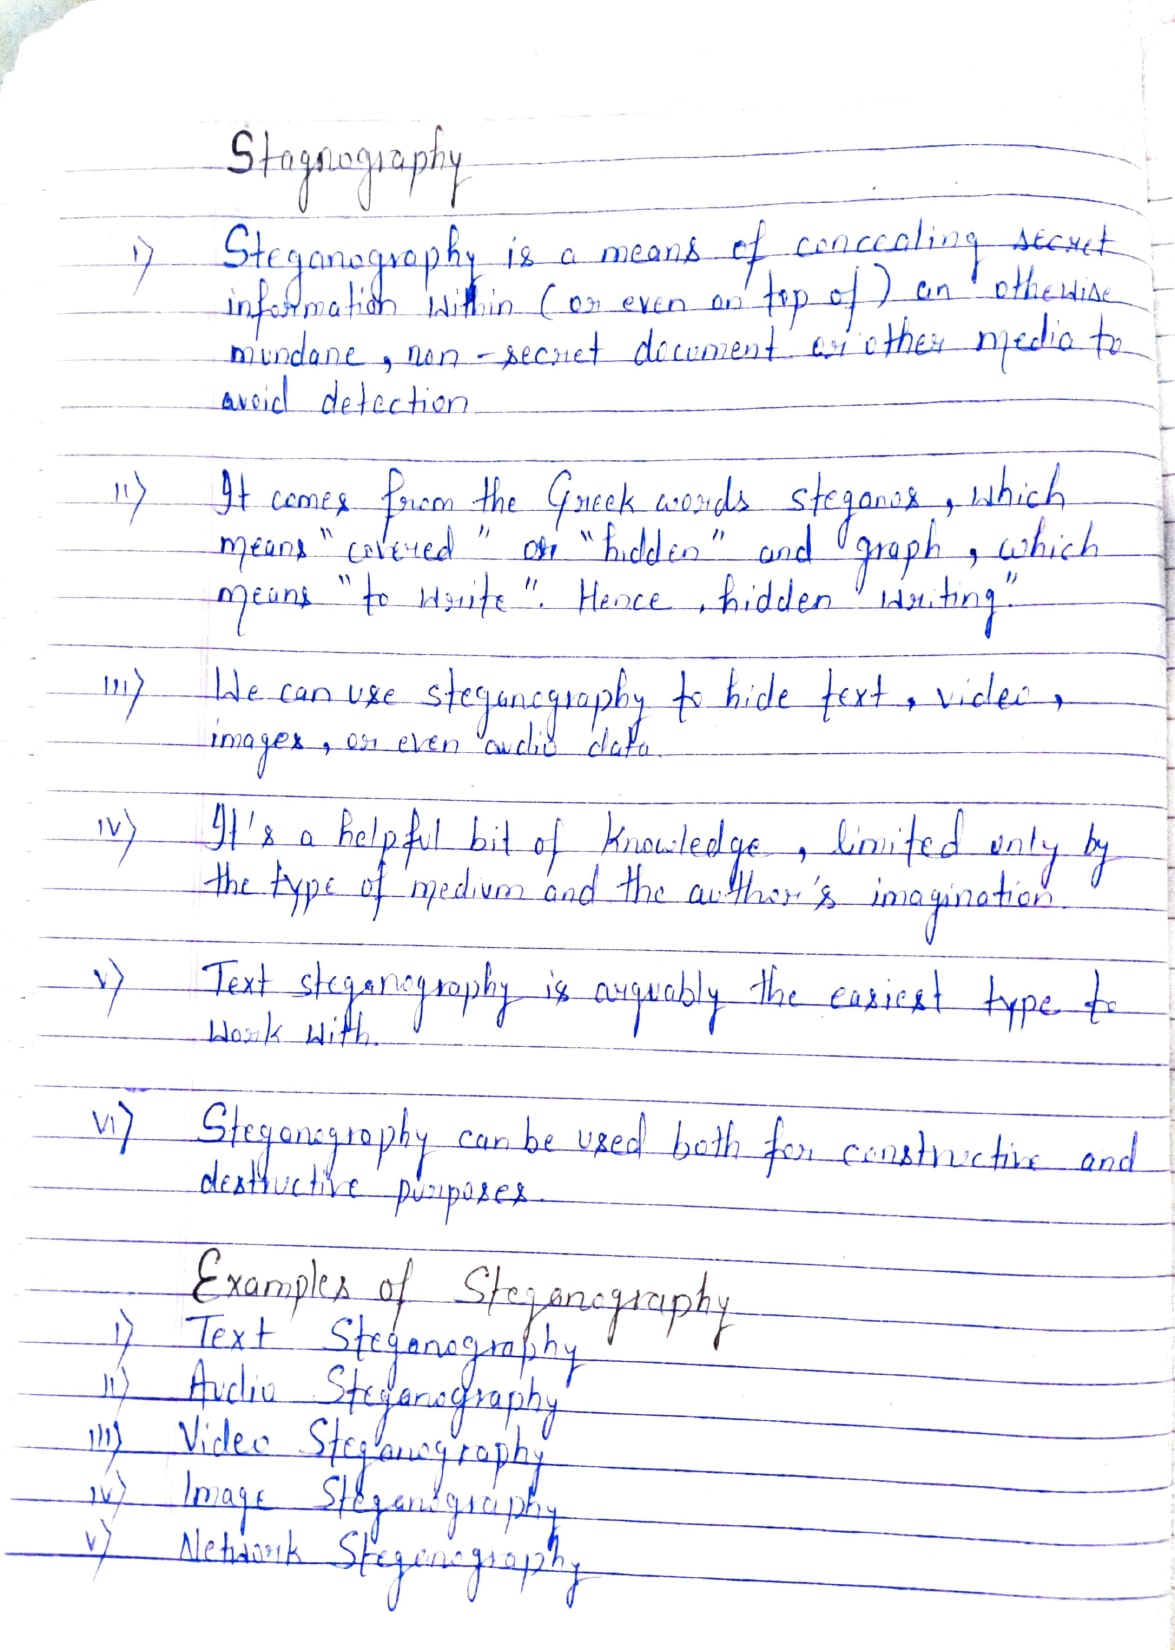 Stagnography
i) Steganography is a means of concealing secret
information within (or even on top of) an othewise
mundane, non-secret document or other media to
avoid detection
ii) It comes from the Greek words steganos, which
means "covered" or "hidden" and graph, which
means "to write". Hence, hidden writing"
iii) We can use steganography to hide text, video,
images, or even audio data.
iv) It's a helpful bit of knowledge, limited only by
the type of medium and the author's imagination.
v) Text steganography is arguably the easiest type to
work with.
vi) Steganography can be used both for constructive and
destructive purposes.
Examples of Steganography
i) Text Steganography
ii) Audio Steganography
iii) Video Steganography
iv) Image Steganography
v) Network Steganography